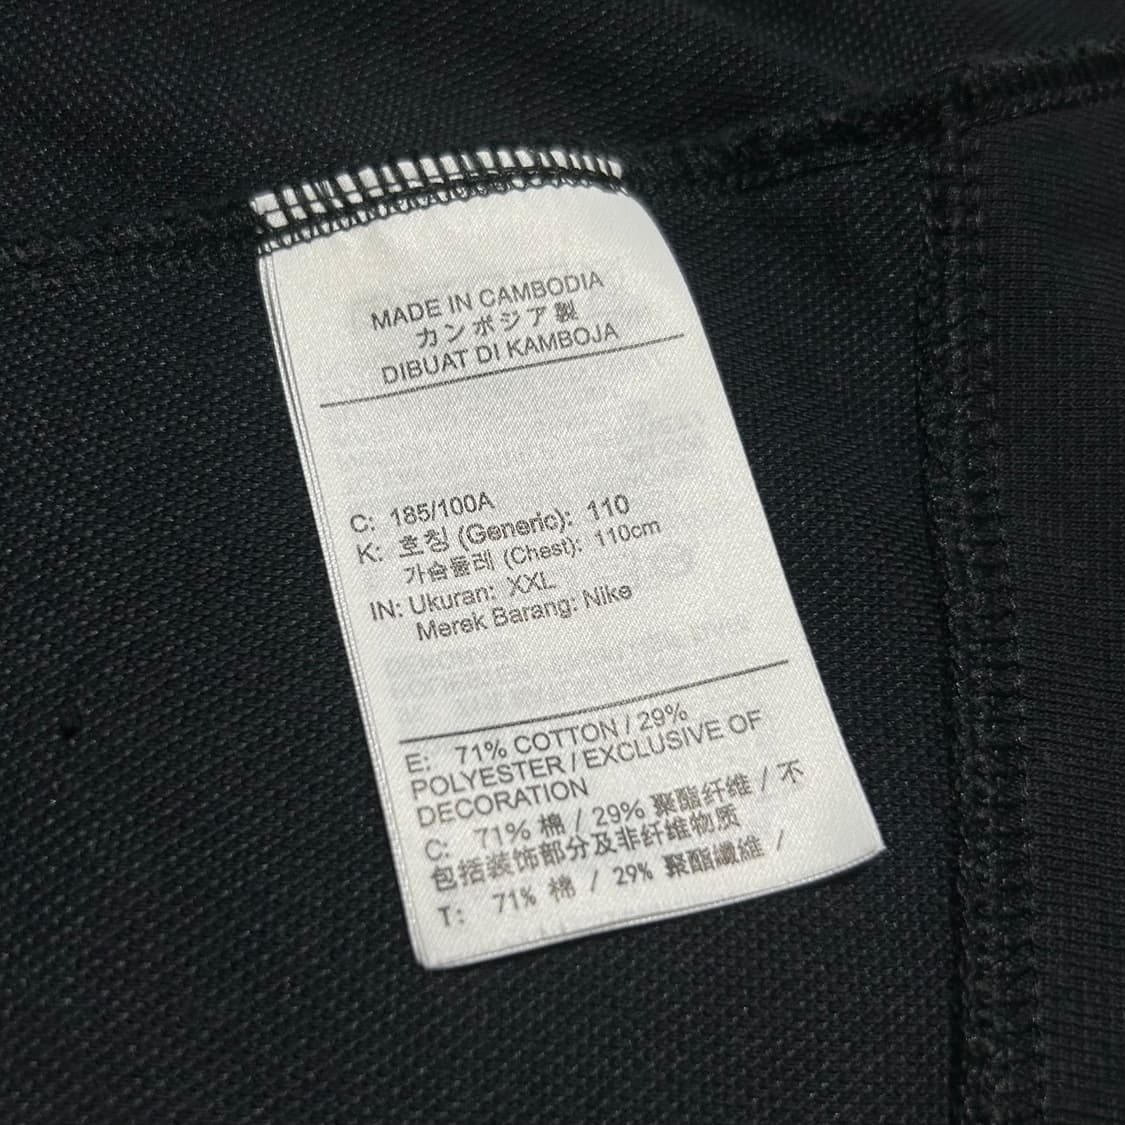 MADE IN CAMBODIA
カンボジア製
DIBUAT DI KAMBOJA
C: 185/100A
K: 호칭 (Generic): 110
가슴둘레 (Chest): 110cm
IN: Ukuran: XXL
Merek Barang: Nike
E: 71% COTTON / 29%
POLYESTER / EXCLUSIVE OF
DECORATION
C: 71% 棉 / 29% 聚酯纤维 / 不
包括装饰部分及非纤维物质
T: 71% 棉 / 29% 聚酯纖維 /